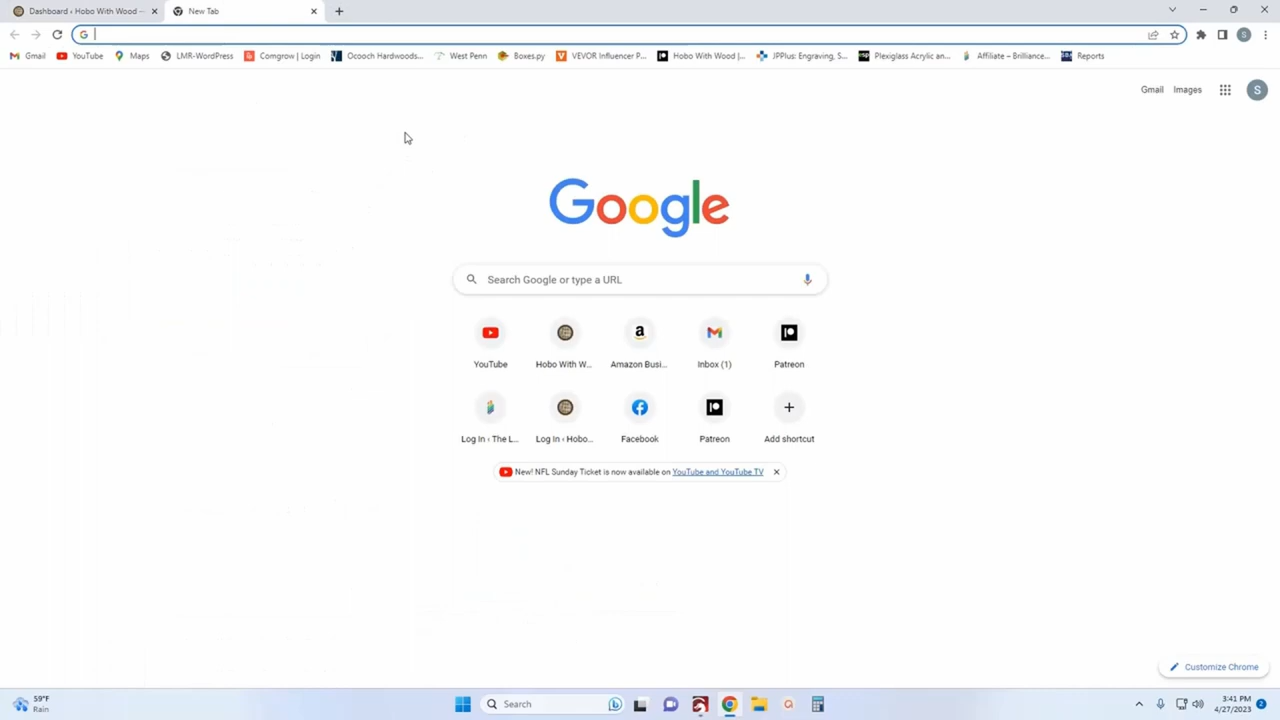 Dashboard ‹ Hobo With Wood —
New Tab
Gmail
YouTube
Maps
LMR-WordPress
Comgrow | Login
Ocooch Hardwoods...
West Penn
Boxes.py
VEVOR Influencer P...
Hobo With Wood |...
JPPlus: Engraving, S...
Plexiglass Acrylic an...
Affiliate – Brilliance...
Reports
S
Gmail
Images
S
Google
Search Google or type a URL
YouTube
Hobo With W...
Amazon Busi...
Inbox (1)
Patreon
Log In ‹ The L...
Log In ‹ Hobo...
Facebook
Patreon
Add shortcut
New! NFL Sunday Ticket is now available on YouTube and YouTube TV
Customize Chrome
59°F
Rain
Search
3:41 PM
4/27/2023
2